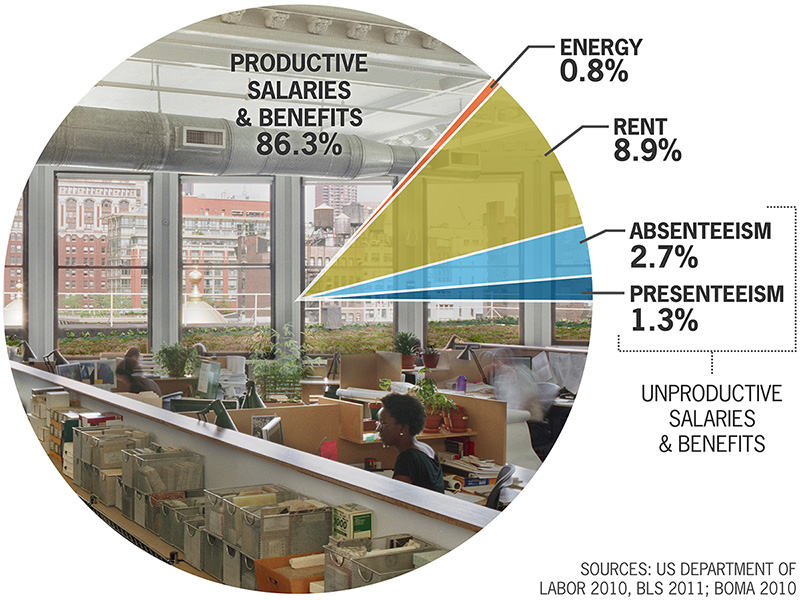 PRODUCTIVE
SALARIES
& BENEFITS
86.3%
ENERGY
0.8%
RENT
8.9%
ABSENTEEISM
2.7%
PRESENTEEISM
1.3%
UNPRODUCTIVE
SALARIES
& BENEFITS
SOURCES: US DEPARTMENT OF
LABOR 2010, BLS 2011; BOMA 2010